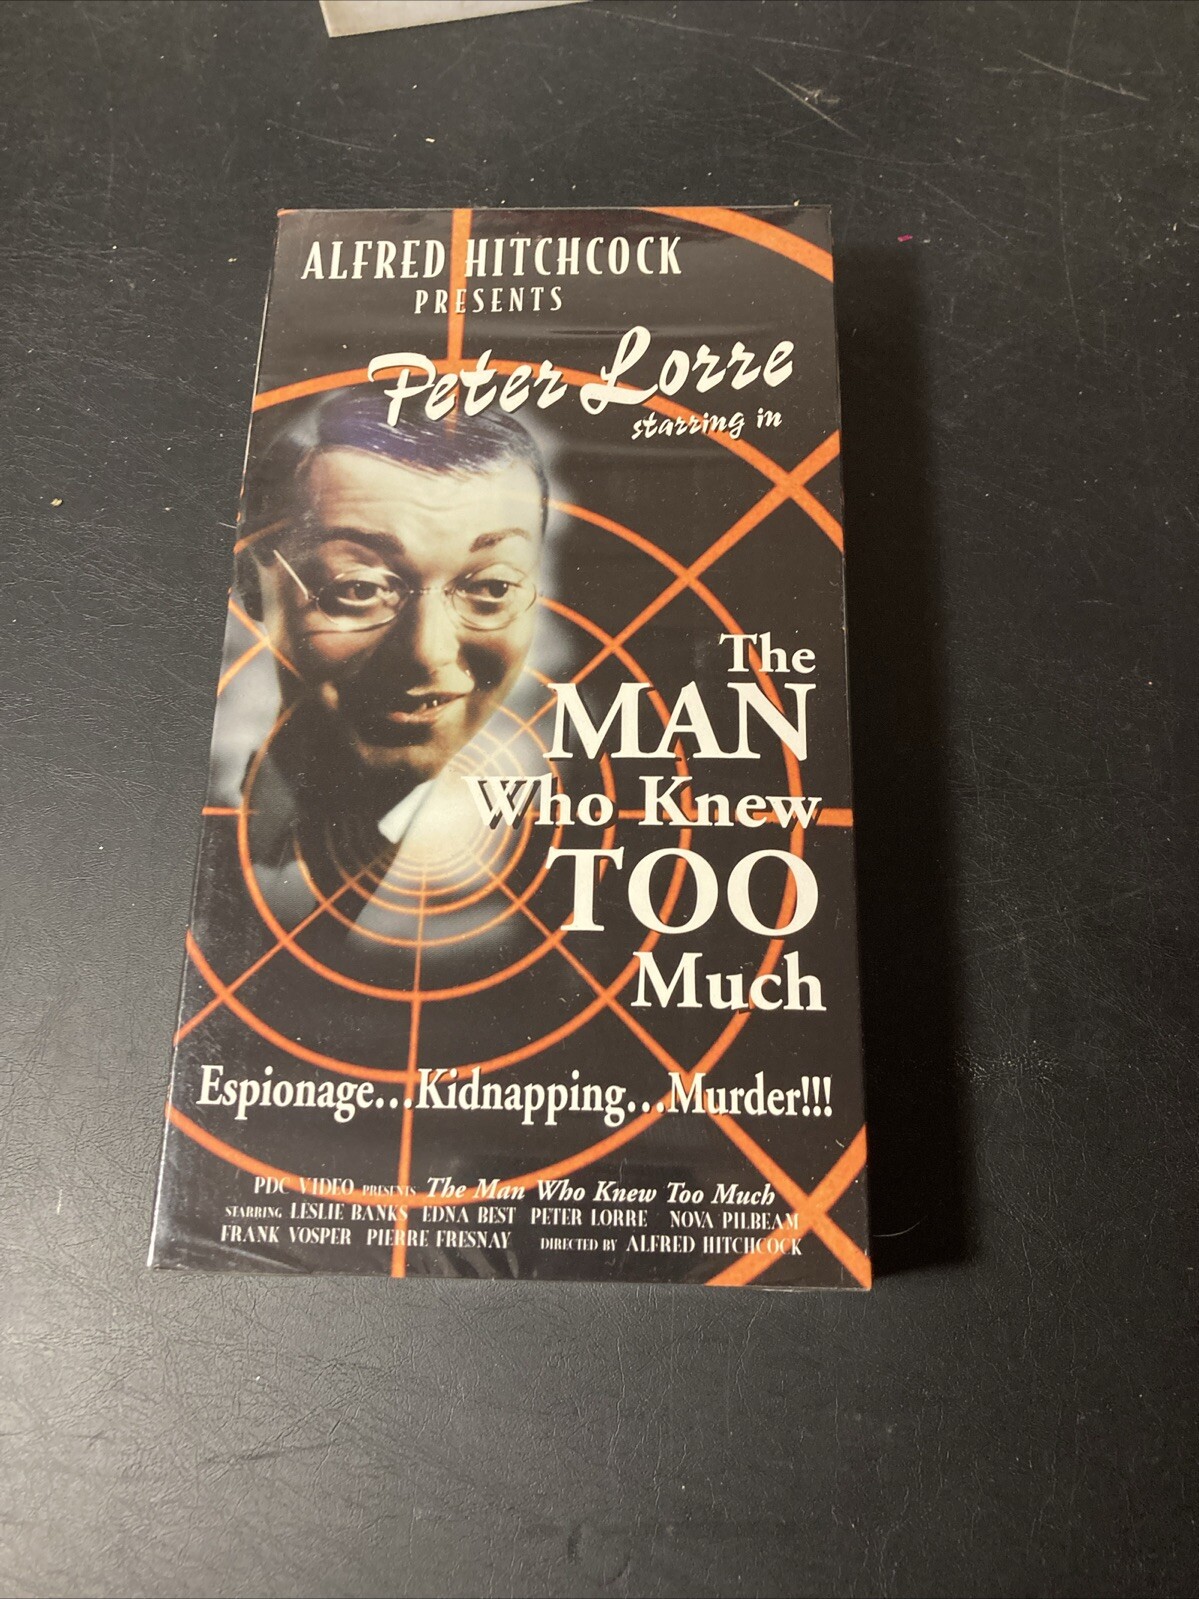 ALFRED HITCHCOCK
PRESENTS
Peter Lorre
starring in
The
MAN
Who Knew
TOO
Much
Espionage...Kidnapping...Murder!!!
PDC VIDEO PRESENTS The Man Who Knew Too Much
STARRING LESLIE BANKS EDNA BEST PETER LORRE NOVA PILBEAM
FRANK VOSPER PIERRE FRESNAY DIRECTED BY ALFRED HITCHCOCK